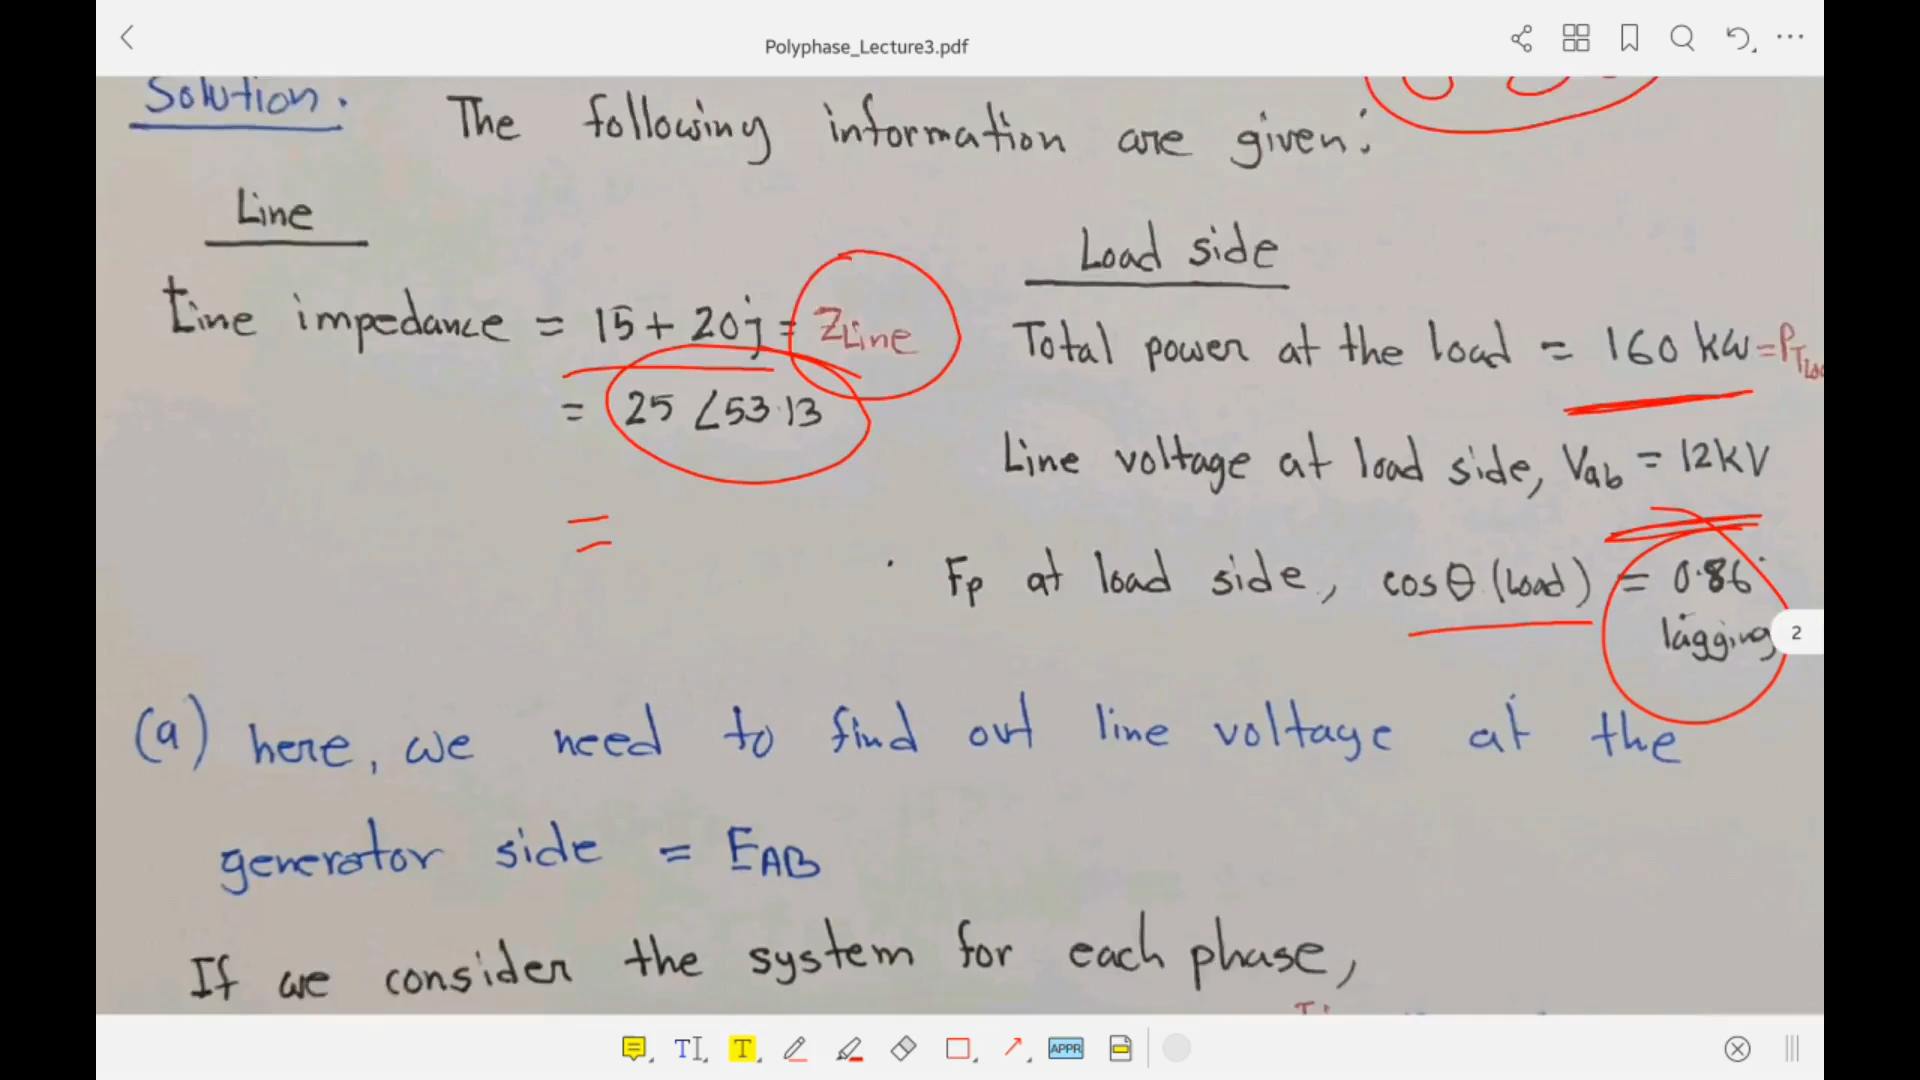 Polyphase_Lecture3.pdf
Solution.
The following information are given:
Line
Load side
Line impedance = 15 + 20j = ZLine
= 25 ∠53.13
Total power at the load = 160 kW = PT
Line voltage at load side, Vab = 12kV
Fp at load side, cosθ (Load) = 0.86
lagging
2
(a) here, we need to find out line voltage at the
generator side = EAB
If we consider the system for each phase,
T T
APPR